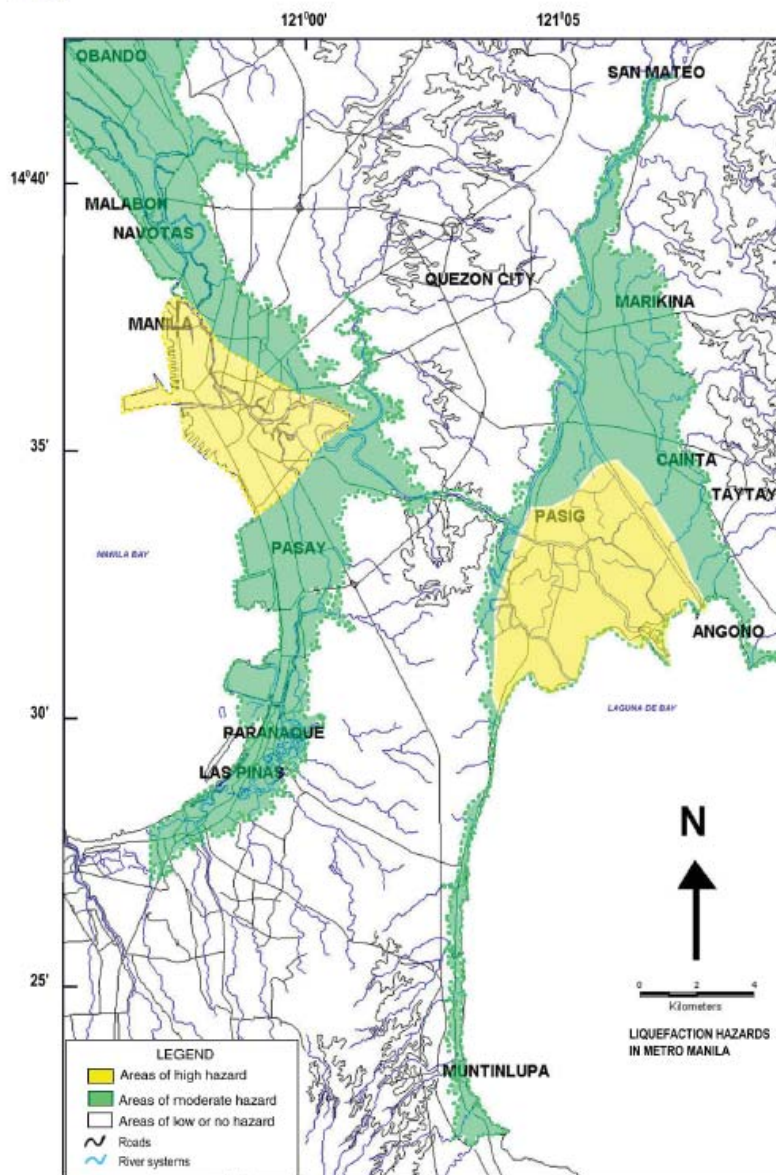 121°00'
121°05'
OBANDO
SAN MATEO
14°40'
MALABON
NAVOTAS
QUEZON CITY
MARIKINA
MANILA
35'
CAINTA
TAYTAY
PASIG
MANILA BAY
PASAY
ANGONO
30'
LAGUNA DE BAY
PARANAQUE
LAS PINAS
N
25'
0 2 4
Kilometers
LIQUEFACTION HAZARDS
IN METRO MANILA
MUNTINLUPA
LEGEND
Areas of high hazard
Areas of moderate hazard
Areas of low or no hazard
Roads
River systems